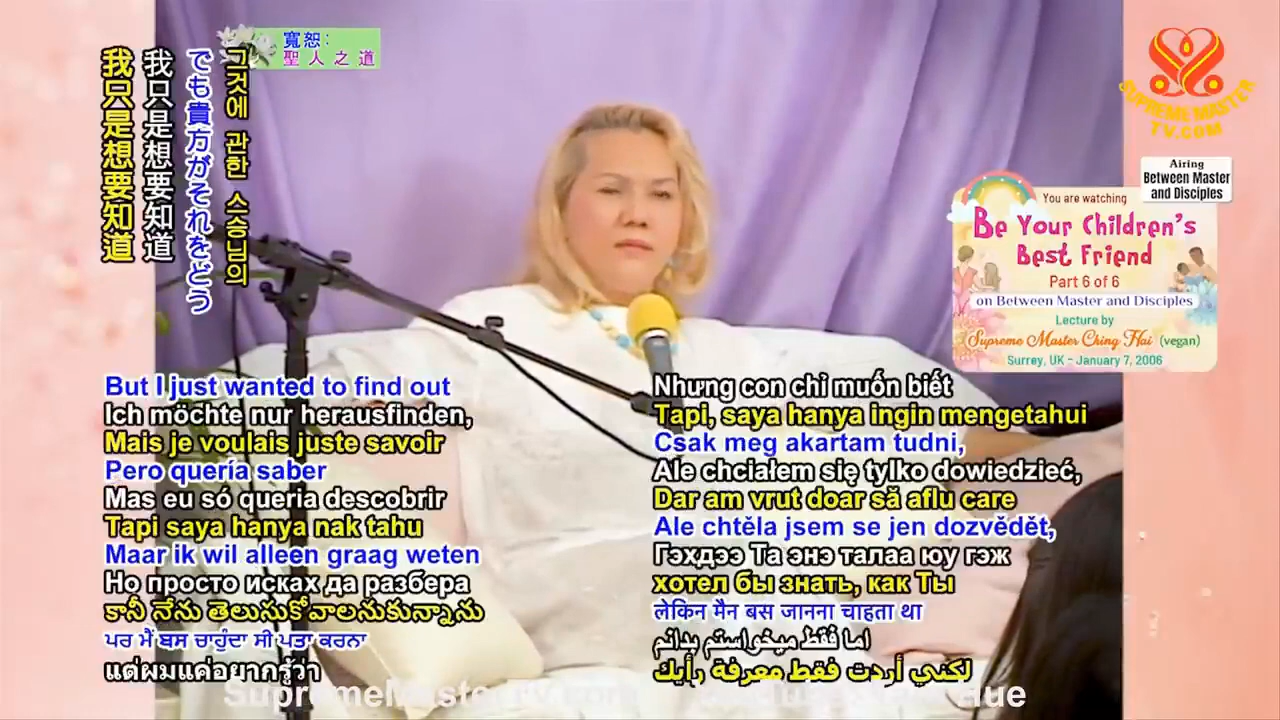 寬恕:
聖人之道
我只是想要知道
我只是想要知道
でも貴方がそれをどう
그것에 관한 스승님의
SUPREME MASTER
TV.COM
Airing
Between Master
and Disciples
You are watching
Be Your Children's
Best Friend
Part 6 of 6
on Between Master and Disciples
Lecture by
Supreme Master Ching Hai (vegan)
Surrey, UK - January 7, 2006
But I just wanted to find out
Ich möchte nur herausfinden,
Mais je voulais juste savoir
Pero quería saber
Mas eu só queria descobrir
Tapi saya hanya nak tahu
Maar ik wil alleen graag weten
Но просто исках да разбера
కానీ నేను తెలుసుకోవాలనుకున్నాను
ਪਰ ਮੈਂ ਬਸ ਚਾਹੁੰਦਾ ਸੀ ਪਤਾ ਕਰਨਾ
แต่ผมแค่อยากรู้ว่า
Nhưng con chỉ muốn biết
Tapi, saya hanya ingin mengetahui
Csak meg akartam tudni,
Ale chciałem się tylko dowiedzieć,
Dar am vrut doar să aflu care
Ale chtěla jsem se jen dozvědět,
Гэхдээ Та энэ талаа юу гэж
хотел бы знать, как Ты
लेकिन मैन बस जानना चाहता था
اما فقط میخواستم بدانم
لكنني أردت فقط معرفة رأيك